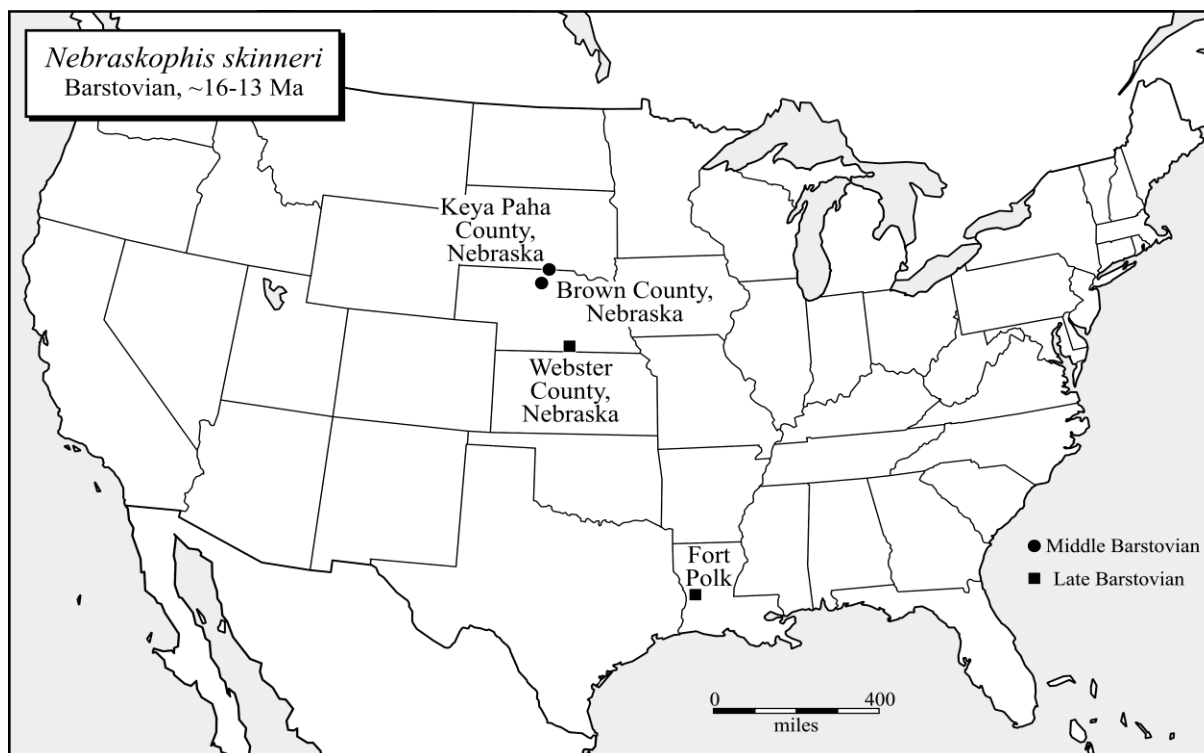 Nebraskophis skinneri
Barstovian, ~16-13 Ma
Keya Paha
County,
Nebraska
Brown County,
Nebraska
Webster
County,
Nebraska
Fort
Polk
Middle Barstovian
Late Barstovian
0 400
miles